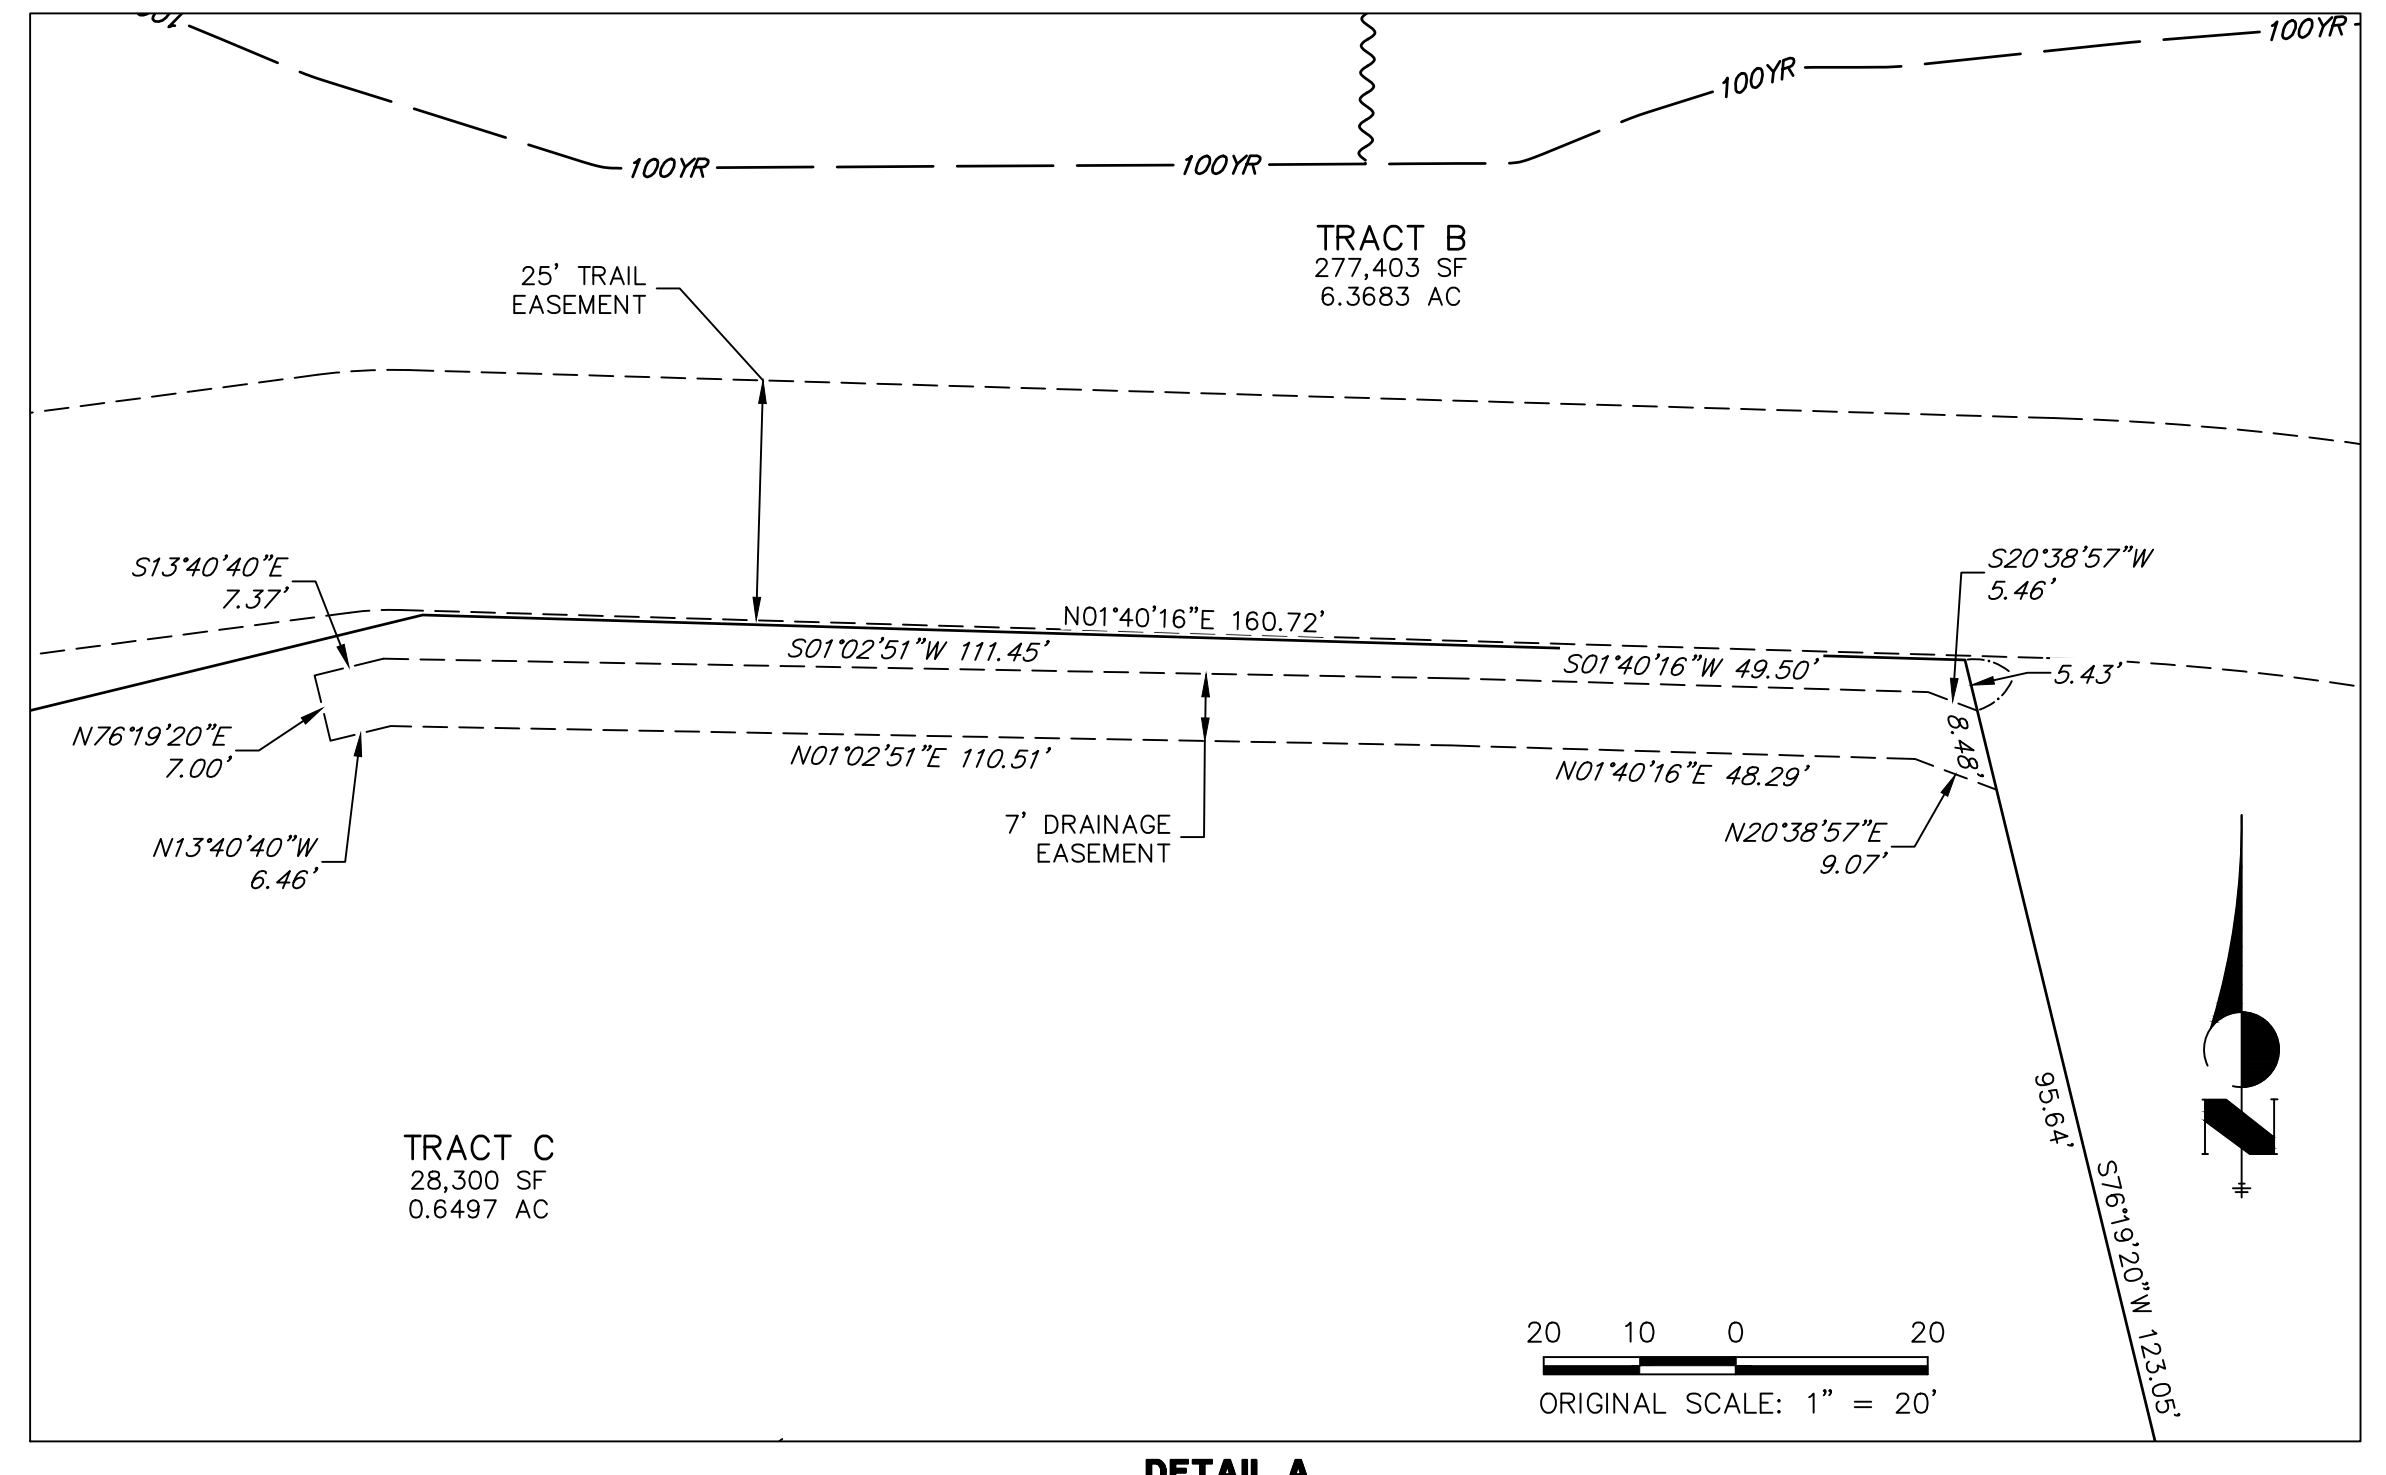 100YR
100YR
100YR
100YR
TRACT B
277,403 SF
6.3683 AC
25' TRAIL
EASEMENT
S13°40'40"E
7.37'
N01°40'16"E 160.72'
S01°02'51"W 111.45'
S01°40'16"W 49.50'
S20°38'57"W
5.46'
5.43'
8.48'
N76°19'20"E
7.00'
N01°02'51"E 110.51'
N01°40'16"E 48.29'
7' DRAINAGE
EASEMENT
N13°40'40"W
6.46'
N20°38'57"E
9.07'
95.64'
S76°19'20"W 123.05'
N
TRACT C
28,300 SF
0.6497 AC
20 10 0 20
ORIGINAL SCALE: 1" = 20'
DETAIL A